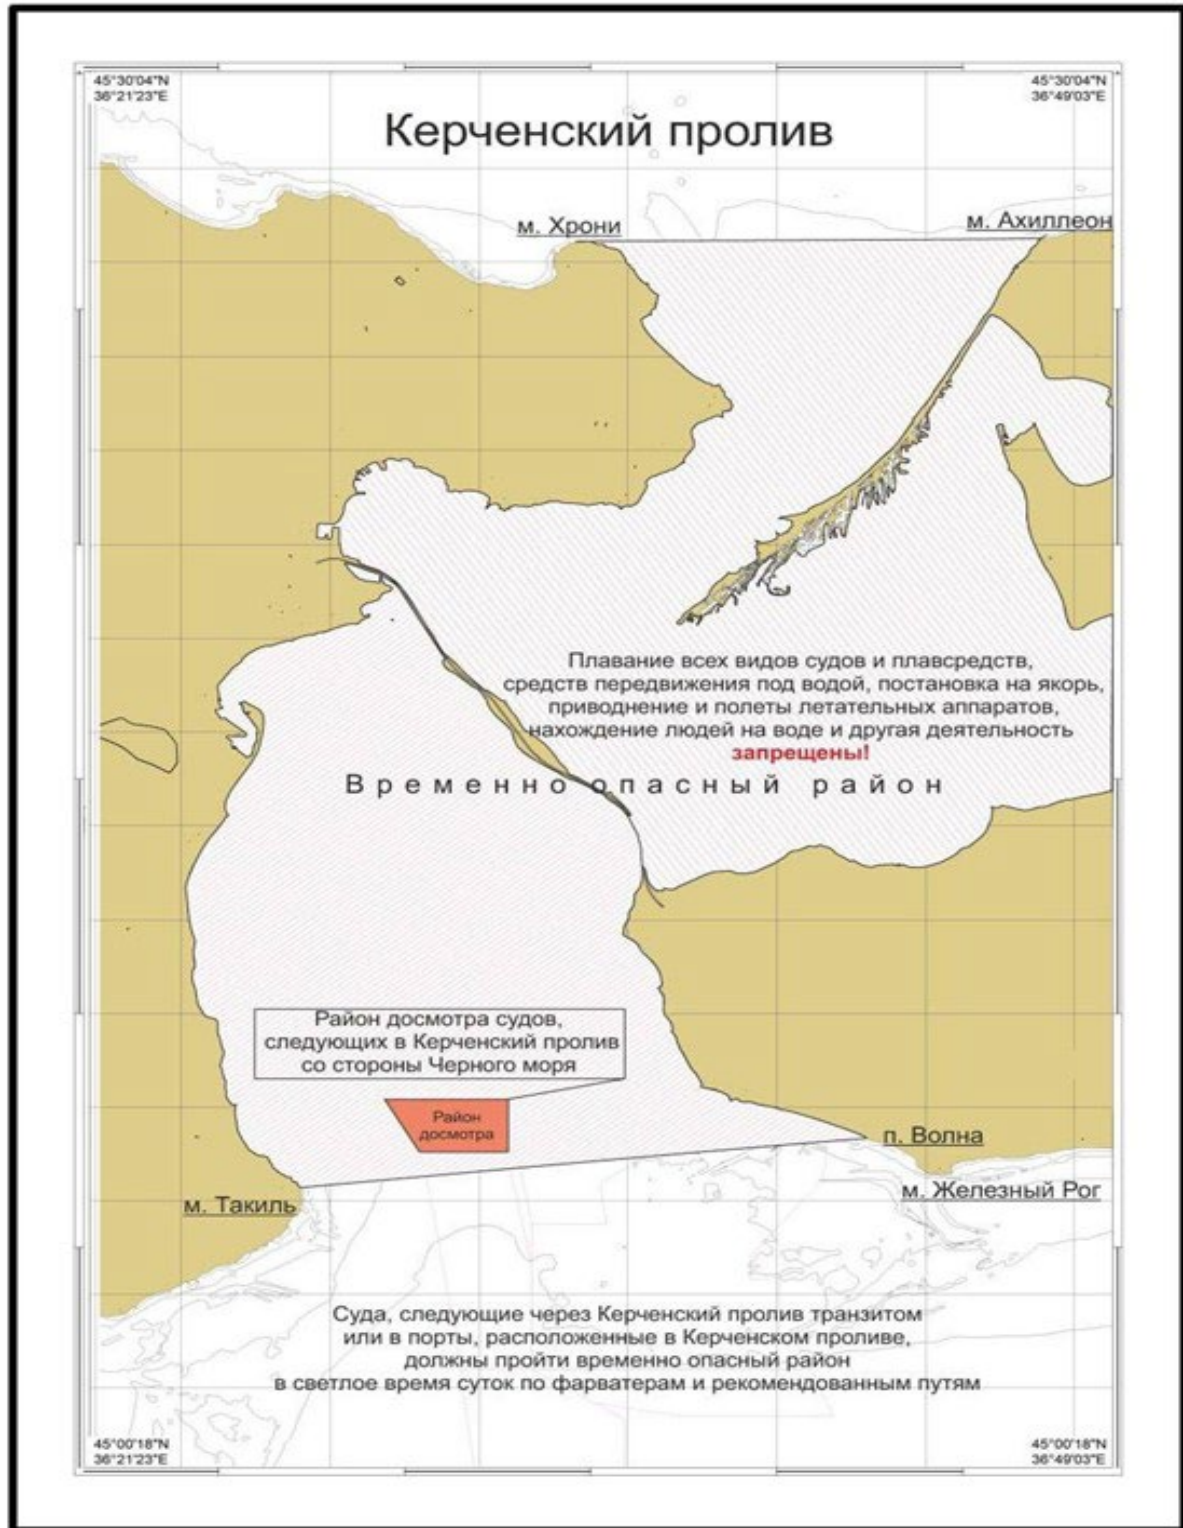 45°30'04"N
36°21'23"E
45°30'04"N
36°49'03"E
Керченский пролив
м. Хрони
м. Ахиллеон
Плавание всех видов судов и плавсредств,
средств передвижения под водой, постановка на якорь,
приводнение и полеты летательных аппаратов,
нахождение людей на воде и другая деятельность
запрещены!
Временно опасный район
Район досмотра судов,
следующих в Керченский пролив
со стороны Черного моря
Район
досмотра
п. Волна
м. Железный Рог
м. Такиль
Суда, следующие через Керченский пролив транзитом
или в порты, расположенные в Керченском проливе,
должны пройти временно опасный район
в светлое время суток по фарватерам и рекомендованным путям
45°00'18"N
36°21'23"E
45°00'18"N
36°49'03"E